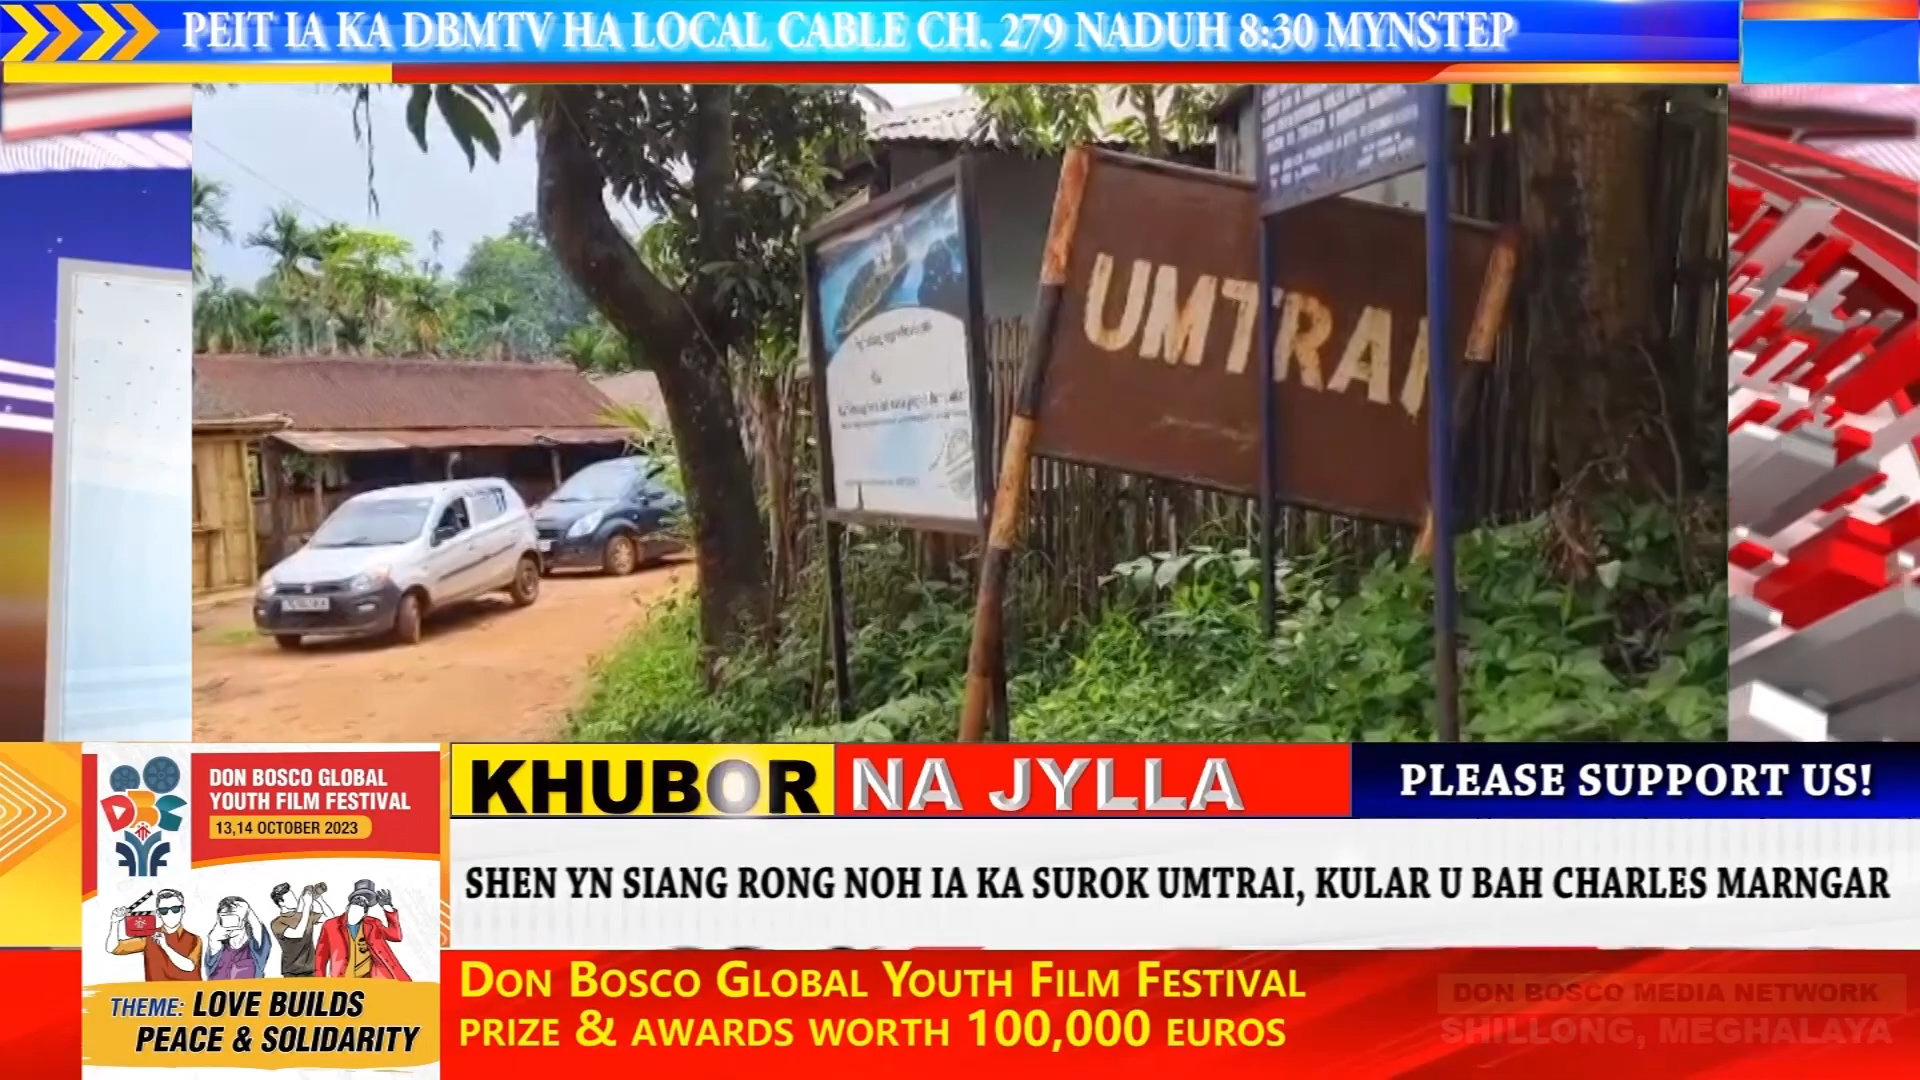 PEIT IA KA DBMTV HA LOCAL CABLE CH. 279 NADUH 8:30 MYNSTEP
UMTRAI
KHUBOR NA JYLLA
PLEASE SUPPORT US!
SHEN YN SIANG RONG NOH IA KA SUROK UMTRAI, KULAR U BAH CHARLES MARNGAR
DON BOSCO GLOBAL
YOUTH FILM FESTIVAL
13,14 OCTOBER 2023
DBC
THEME: LOVE BUILDS
PEACE & SOLIDARITY
DON BOSCO GLOBAL YOUTH FILM FESTIVAL
PRIZE & AWARDS WORTH 100,000 EUROS
DON BOSCO MEDIA NETWORK
SHILLONG, MEGHALAYA